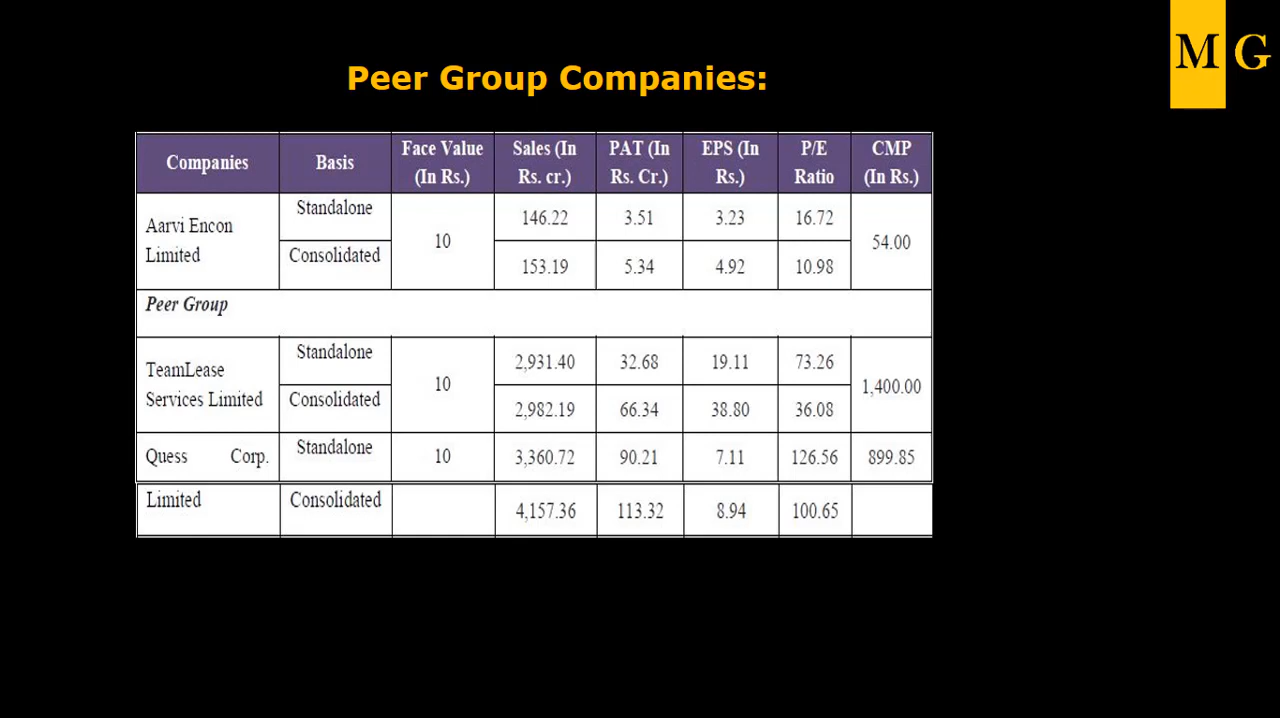 M G
Peer Group Companies:
Companies Basis Face Value (In Rs.) Sales (In Rs. cr.) PAT (In Rs. Cr.) EPS (In Rs.) P/E Ratio CMP (In Rs.)
Aarvi Encon Limited Standalone 10 146.22 3.51 3.23 16.72 54.00
Consolidated 153.19 5.34 4.92 10.98
Peer Group
TeamLease Services Limited Standalone 10 2,931.40 32.68 19.11 73.26 1,400.00
Consolidated 2,982.19 66.34 38.80 36.08
Quess Corp. Standalone 10 3,360.72 90.21 7.11 126.56 899.85
Limited Consolidated 4,157.36 113.32 8.94 100.65